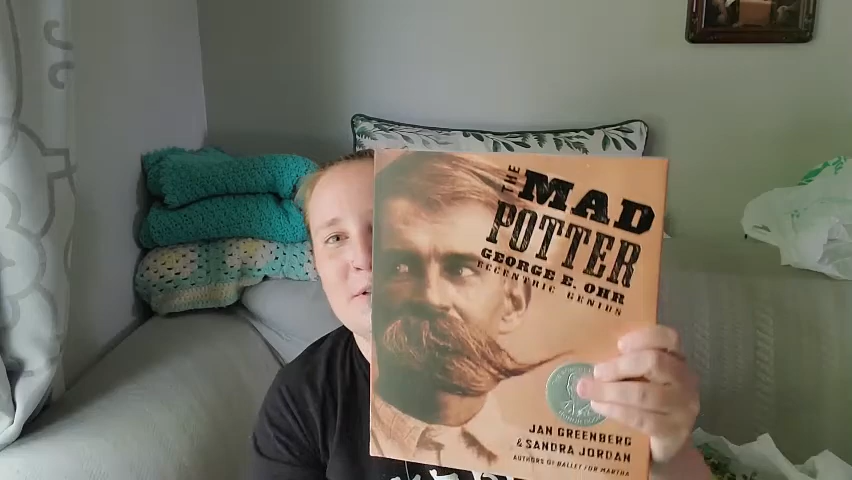 THE MAD
POTTER
GEORGE E. OHR
ECCENTRIC GENIUS
JAN GREENBERG
& SANDRA JORDAN
AUTHORS OF BALLET FOR MARTHA